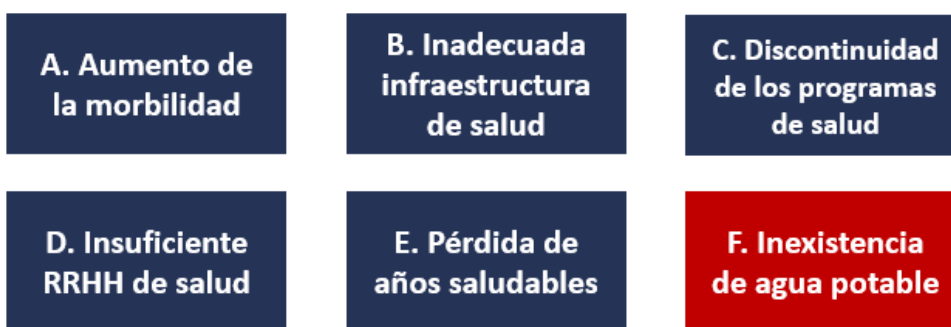 A. Aumento de
la morbilidad
B. Inadecuada
infraestructura
de salud
C. Discontinuidad
de los programas
de salud
D. Insuficiente
RRHH de salud
E. Pérdida de
años saludables
F. Inexistencia
de agua potable